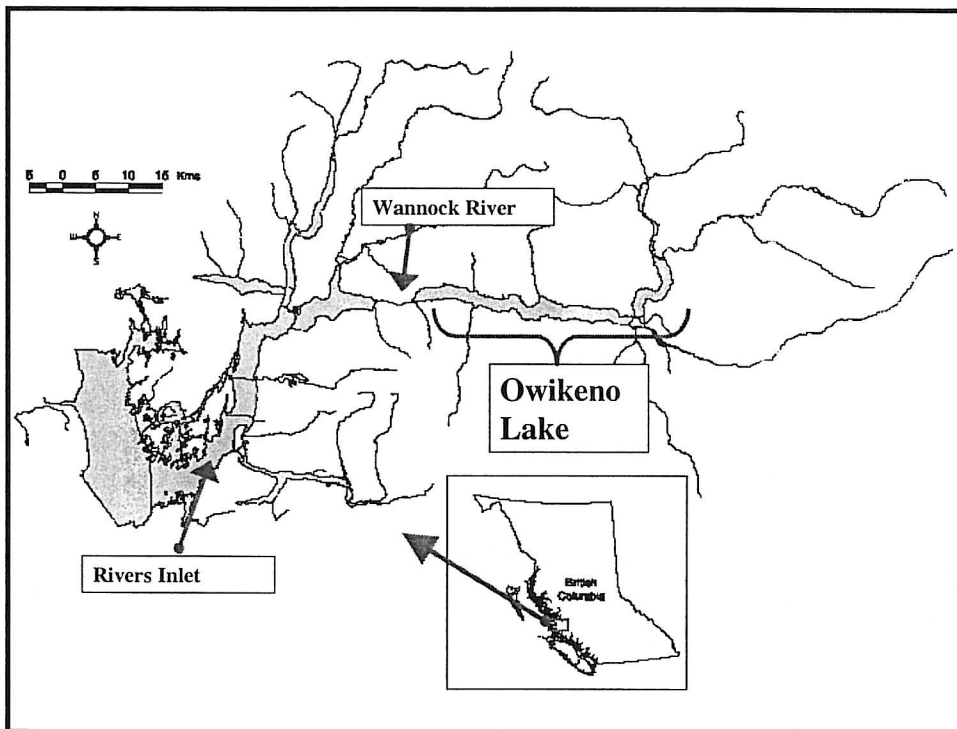 5 0 5 10 15 Kms
N
W E
S
Wannock River
Owikeno
Lake
Rivers Inlet
British
Columbia